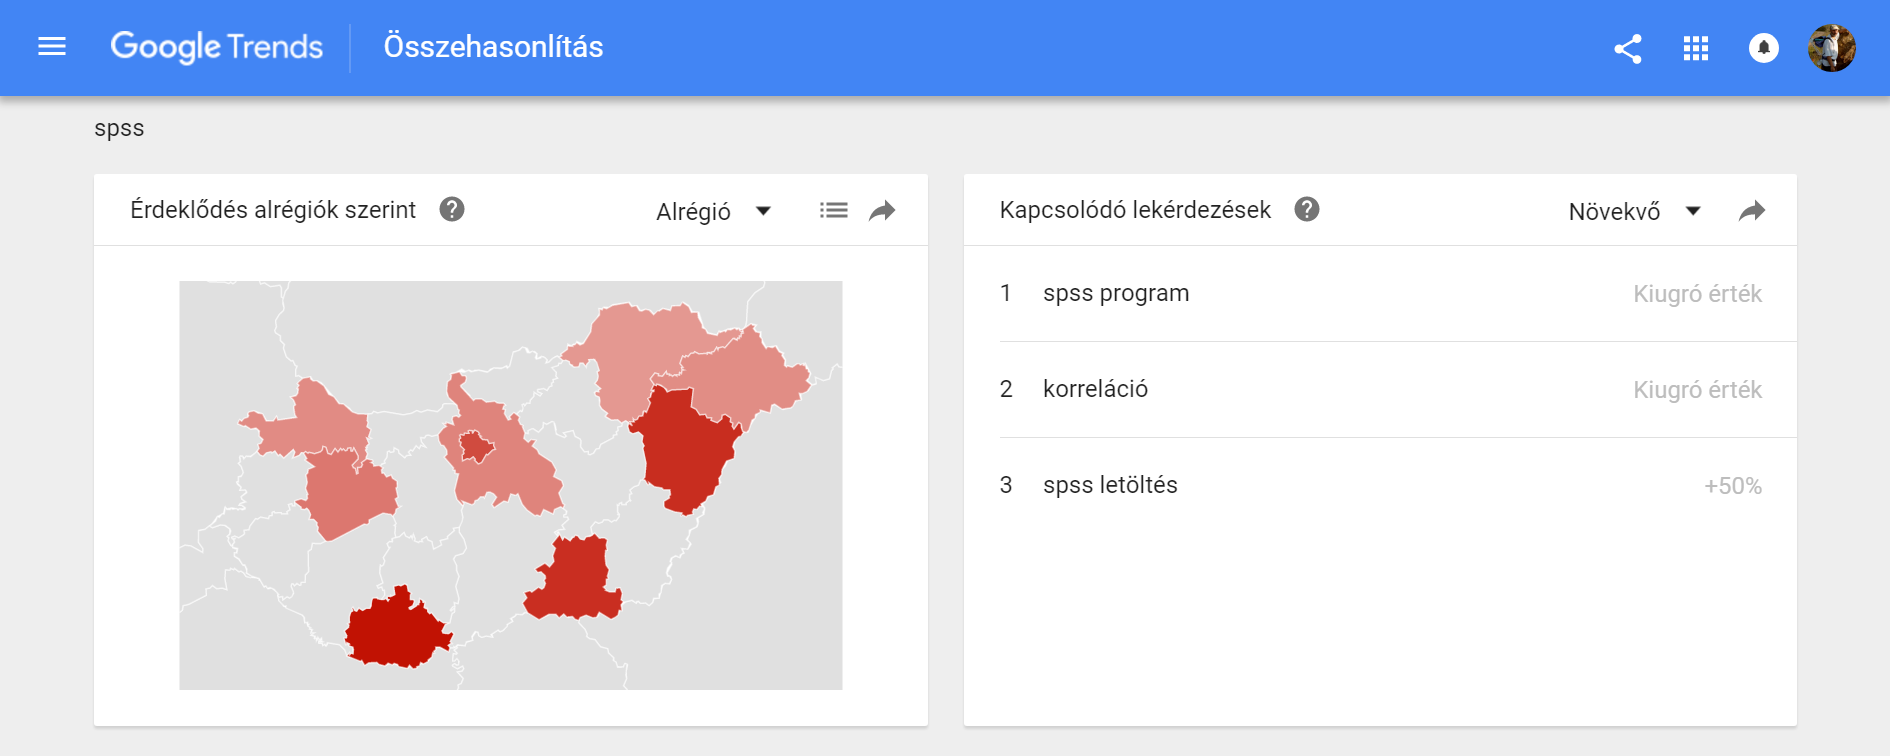 Google Trends Összehasonlítás
spss
Érdeklődés alrégiók szerint ? Alrégió
Kapcsolódó lekérdezések ? Növekvő
1 spss program Kiugró érték
2 korreláció Kiugró érték
3 spss letöltés +50%